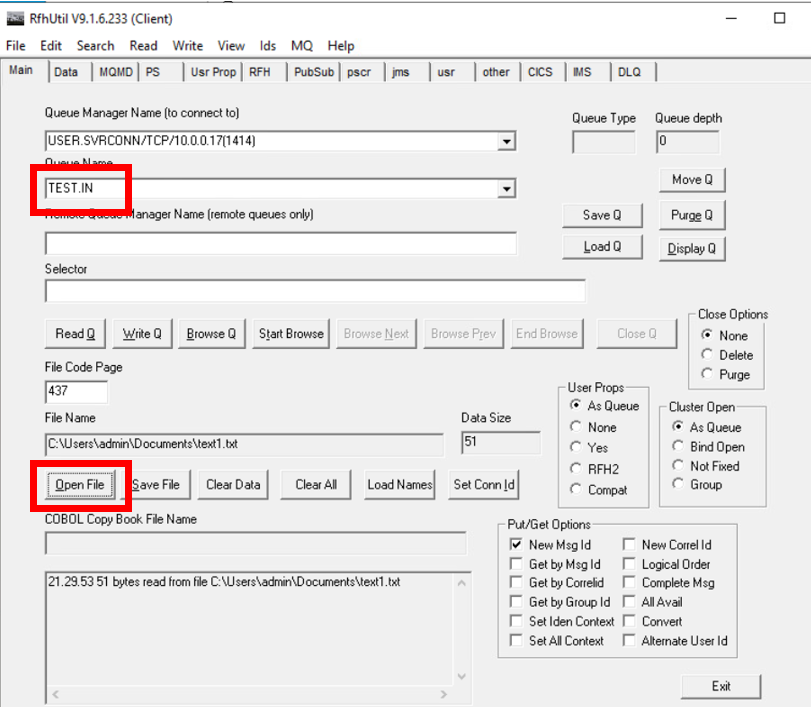 RfhUtil V9.1.6.233 (Client)
File Edit Search Read Write View Ids MQ Help
Main Data MQMD PS Usr Prop RFH PubSub pscr jms usr other CICS IMS DLQ
Queue Manager Name (to connect to)
Queue Type Queue depth
USER.SVRCONN/TCP/10.0.0.17(1414)
0
Queue Name
Move Q
TEST.IN
Remote Queue Manager Name (remote queues only)
Save Q Purge Q
Load Q Display Q
Selector
Close Options
Read Q Write Q Browse Q Start Browse Browse Next Browse Prev End Browse Close Q
None
Delete
Purge
File Code Page
437
User Props
As Queue
None
Yes
RFH2
Compat
Cluster Open
As Queue
Bind Open
Not Fixed
Group
File Name
Data Size
C:\Users\admin\Documents\text1.txt
51
Open File Save File Clear Data Clear All Load Names Set Conn Id
COBOL Copy Book File Name
Put/Get Options
New Msg Id New Correl Id
Get by Msg Id Logical Order
Get by Correlid Complete Msg
Get by Group Id All Avail
Set Iden Context Convert
Set All Context Alternate User Id
21.29.53 51 bytes read from file C:\Users\admin\Documents\text1.txt
Exit